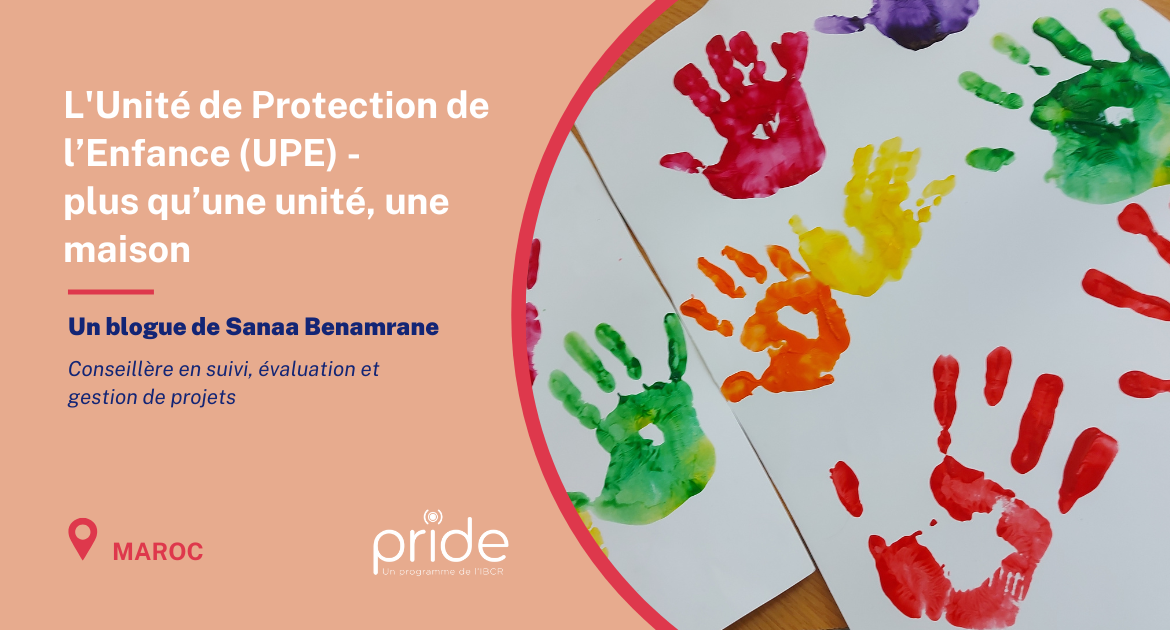 L'Unité de Protection de
l’Enfance (UPE) -
plus qu’une unité, une
maison
Un blogue de Sanaa Benamrane
Conseillère en suivi, évaluation et
gestion de projets
MAROC
pride
Un programme de l'IBCR